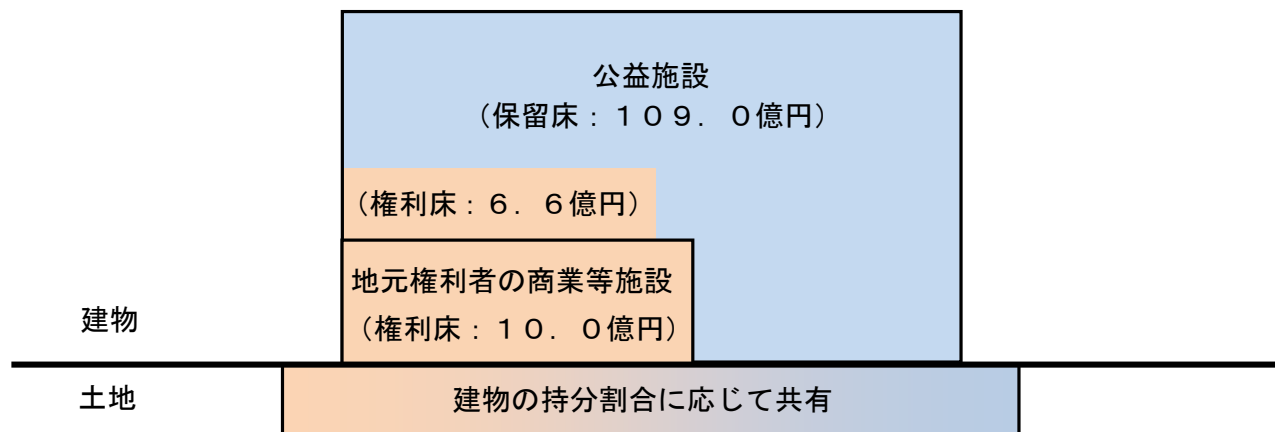 公益施設
（保留床：１０９．０億円）
（権利床：６．６億円）
地元権利者の商業等施設
（権利床：１０．０億円）
建物
土地
建物の持分割合に応じて共有